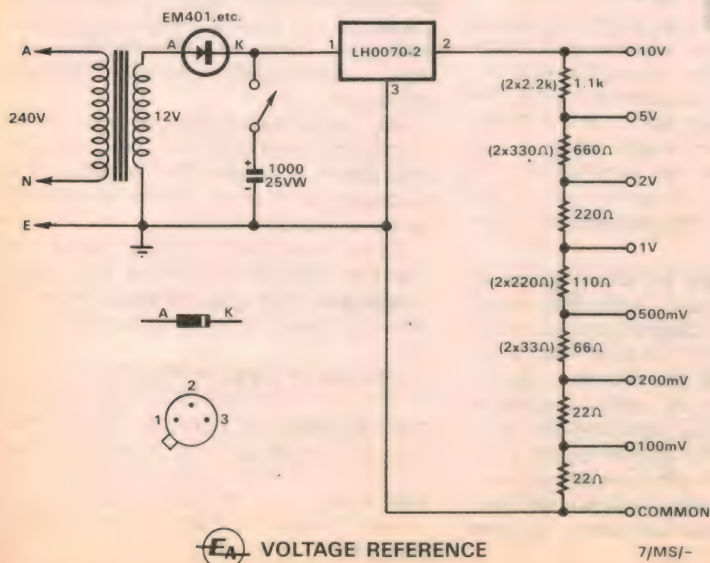 EM401,etc.
A
A
K
1
LH0070-2
2
10V
3
(2x2.2k)
1.1k
240V
12V
5V
(2x330Ω)
660Ω
2V
N
+
1000
25VW
-
220Ω
E
1V
(2x220Ω)
110Ω
A
K
500mV
(2x33Ω)
66Ω
2
200mV
1
3
22Ω
100mV
22Ω
COMMON
EA VOLTAGE REFERENCE
7/MS/-